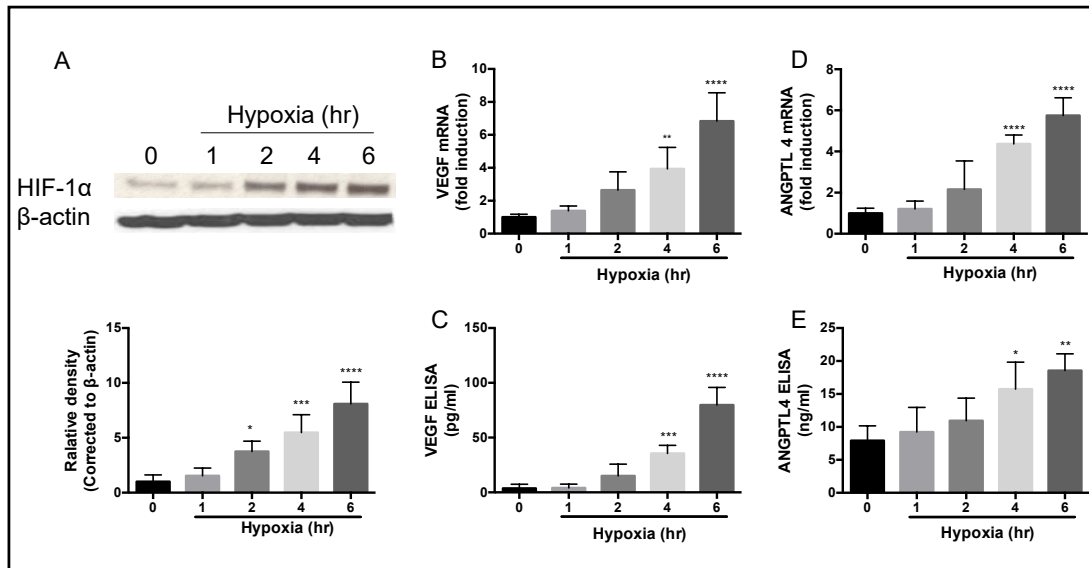 A
Hypoxia (hr)
0 1 2 4 6
HIF-1α
β-actin
Ralative density
(Corrected to β-actin)
15
10
5
0
*
***
****
0 1 2 4 6
Hypoxia (hr)
B
VEGF mRNA
(fold induction)
10
8
6
4
2
0
**
****
0 1 2 4 6
Hypoxia (hr)
C
VEGF ELISA
(pg/ml)
150
100
50
0
***
****
0 1 2 4 6
Hypoxia (hr)
D
ANGPTL 4 mRNA
(fold induction)
8
6
4
2
0
****
****
0 1 2 4 6
Hypoxia (hr)
E
ANGPTL4 ELISA
(ng/ml)
25
20
15
10
5
0
*
**
0 1 2 4 6
Hypoxia (hr)